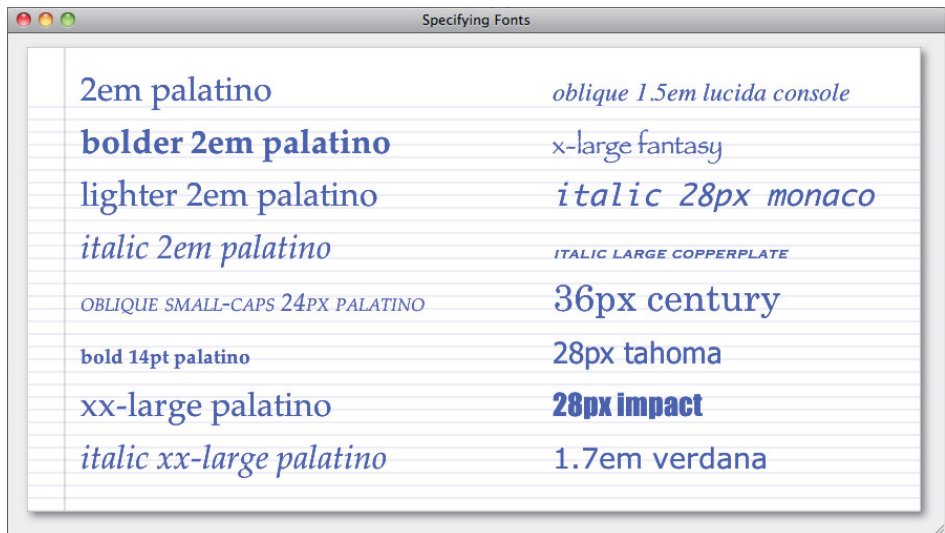 Specifying Fonts
2em palatino
bolder 2em palatino
lighter 2em palatino
italic 2em palatino
OBLIQUE SMALL-CAPS 24PX PALATINO
bold 14pt palatino
xx-large palatino
italic xx-large palatino
oblique 1.5em lucida console
x-large fantasy
italic 28px monaco
ITALIC LARGE COPPERPLATE
36px century
28px tahoma
28px impact
1.7em verdana